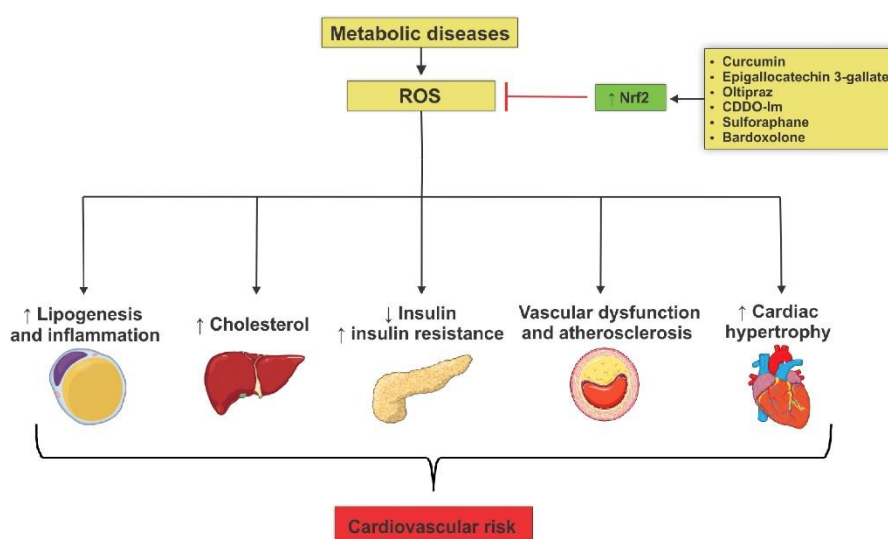 Metabolic diseases
ROS
↑ Nrf2
• Curcumin
• Epigallocatechin 3-gallate
• Oltipraz
• CDDO-Im
• Sulforaphane
• Bardoxolone
↑ Lipogenesis
and inflammation
↑ Cholesterol
↓ Insulin
↑ insulin resistance
Vascular dysfunction
and atherosclerosis
↑ Cardiac
hypertrophy
Cardiovascular risk